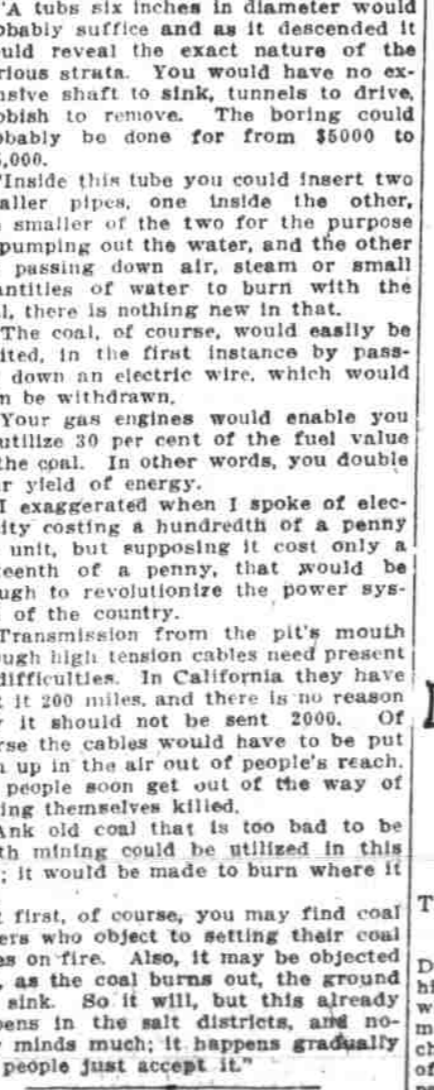 "A tubs six inches in diameter would
obably suffice and as it descended it
uld reveal the exact nature of the
rious strata. You would have no ex-
nsive shaft to sink, tunnels to drive,
bbish to remove. The boring could
obably be done for from $5000 to
,000.
"Inside this tube you could insert two
aller pipes, one inside the other,
smaller of the two for the purpose
pumping out the water, and the other
passing down air, steam or small
antities of water to burn with the
l, there is nothing new in that.
The coal, of course, would easily be
ited, in the first instance by pass-
down an electric wire, which would
n be withdrawn.
Your gas engines would enable you
utilize 30 per cent of the fuel value
the coal. In other words, you double
r yield of energy.
I exaggerated when I spoke of elec-
ity costing a hundredth of a penny
unit, but supposing it cost only a
teenth of a penny, that would be
ugh to revolutionize the power sys-
of the country.
Transmission from the pit's mouth
ough high tension cables need present
difficulties. In California they have
t it 200 miles, and there is no reason
y it should not be sent 2000. Of
rse the cables would have to be put
h up in the air out of people's reach.
people soon get out of the way of
ting themselves killed.
Ank old coal that is too bad to be
th mining could be utilized in this
; it would be made to burn where it
t first, of course, you may find coal
ers who object to setting their coal
es on fire. Also, it may be objected
, as the coal burns out, the ground
sink. So it will, but this already
pens in the salt districts, and no-
y minds much; it happens gradually
people just accept it."
T
D
hi
w
m
ch
of